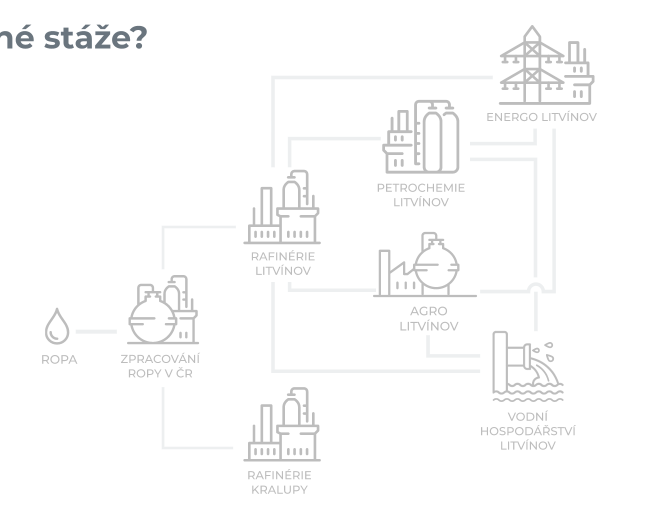 né stáže?
ENERGO LITVÍNOV
PETROCHEMIE
LITVÍNOV
RAFINÉRIE
LITVÍNOV
AGRO
LITVÍNOV
ROPA
ZPRACOVÁNÍ
ROPY V ČR
VODNÍ
HOSPODÁŘSTVÍ
LITVÍNOV
RAFINÉRIE
KRALUPY